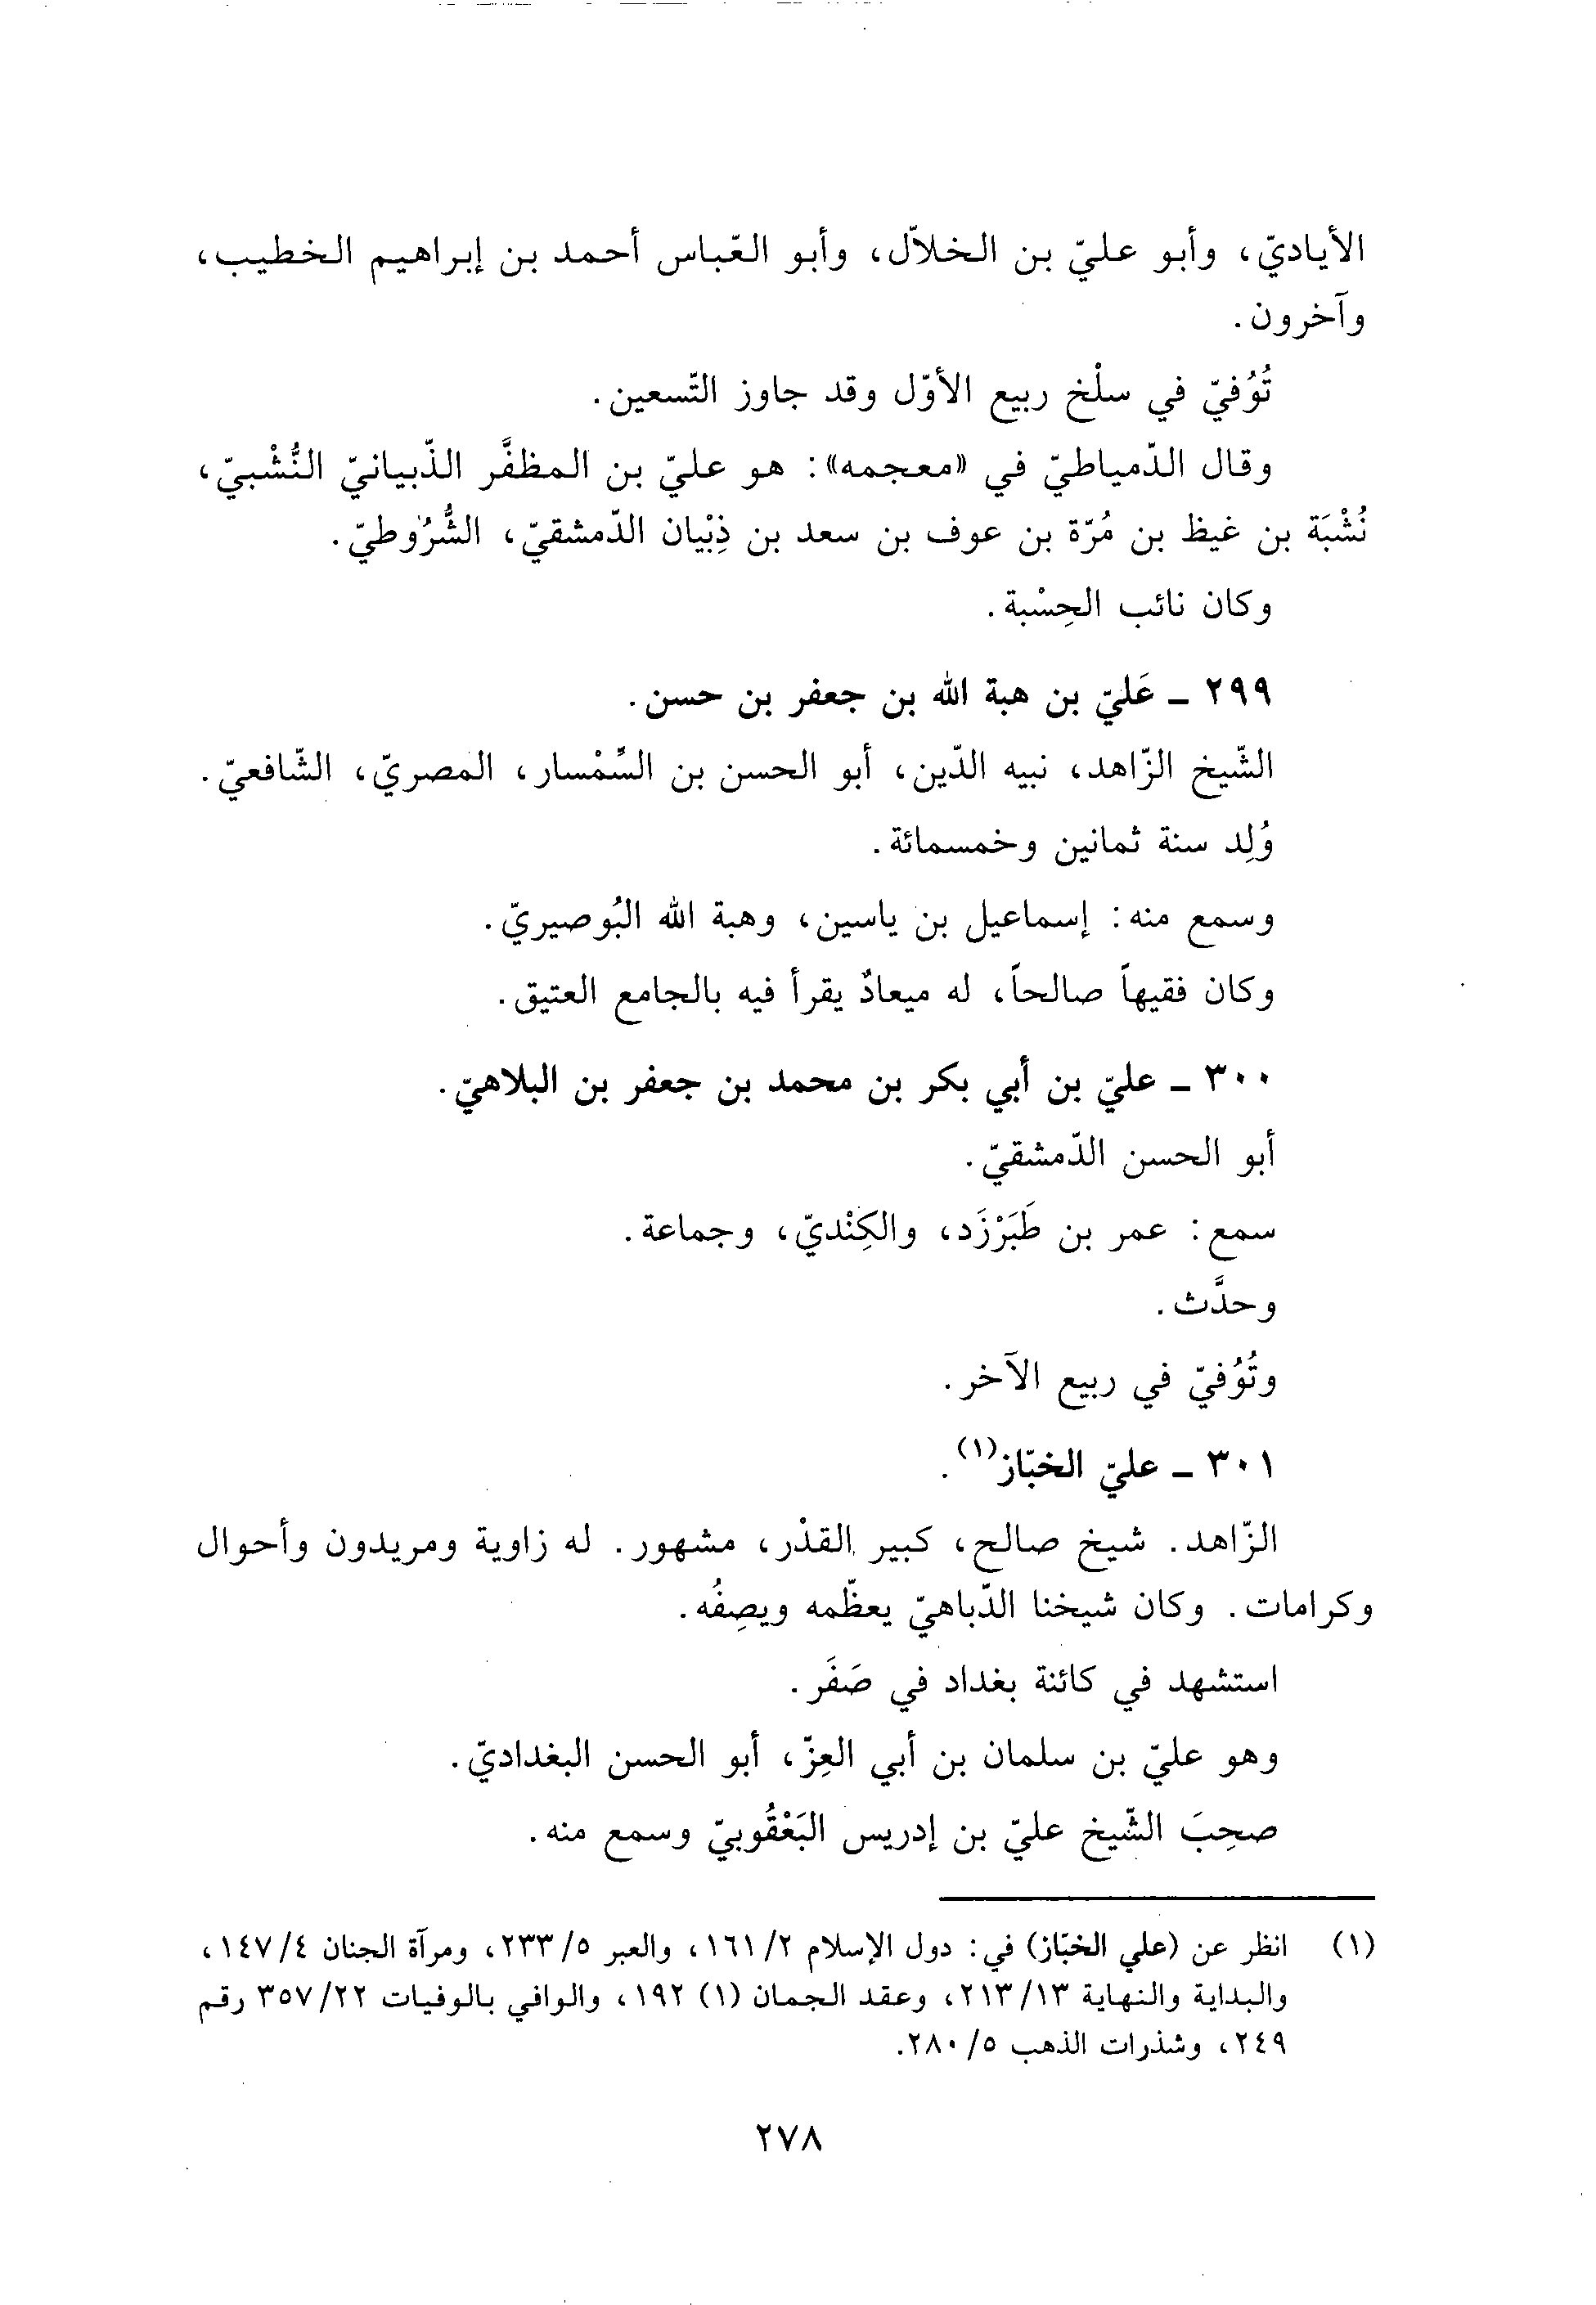 الأياديّ، وأبو عليّ بن الخلاّل، وأبو العّباس أحمد بن إبراهيم الخطيب،
وآخرون.
تُوُفيّ في سلْخ ربيع الأوّل وقد جاوز التّسعين.
وقال الدّمياطيّ في «معجمه»: هو عليّ بن المظفَّر الذّبيانيّ النُّشْبيّ،
نُشْبَة بن غيظ بن مُرّة بن عوف بن سعد بن ذِبْيان الدّمشقيّ، الشُّرُوطيّ.
وكان نائب الحِسْبة.
٢٩٩ ـ عَليّ بن هبة الله بن جعفر بن حسن.
الشّيخ الزّاهد، نبيه الدّين، أبو الحسن بن السِّمْسار، المصريّ، الشّافعيّ.
وُلِد سنة ثمانين وخمسمائة.
وسمع منه: إسماعيل بن ياسين، وهبة الله البُوصيريّ.
وكان فقيهاً صالحاً، له ميعادٌ يقرأ فيه بالجامع العتيق.
٣٠٠ ـ عليّ بن أبي بكر بن محمد بن جعفر بن البلاهيّ.
أبو الحسن الدّمشقيّ.
سمع: عمر بن طَبَرْزَد، والكِنْديّ، وجماعة.
وحدَّث.
وتُوُفيّ في ربيع الآخر.
٣٠١ ـ عليّ الخبّاز(١).
الزّاهد. شيخ صالح، كبير القدْر، مشهور. له زاوية ومريدون وأحوال
وكرامات. وكان شيخنا الدّباهيّ يعظّمه ويصِفُه.
استشهد في كائنة بغداد في صَفَر.
وهو عليّ بن سلمان بن أبي العِزّ، أبو الحسن البغداديّ.
صحِبَ الشّيخ عليّ بن إدريس البَعْقُوبيّ وسمع منه.
(١) انظر عن (علي الخبّاز) في: دول الإسلام ٢/ ١٦١، والعبر ٥/ ٢٣٣، ومرآة الجنان ٤/ ١٤٧،
والبداية والنهاية ١٣/ ٢١٣، وعقد الجمان (١) ١٩٢، والوافي بالوفيات ٢٢/ ٣٥٧ رقم
٢٤٩، وشذرات الذهب ٥/ ٢٨٠.
٢٧٨